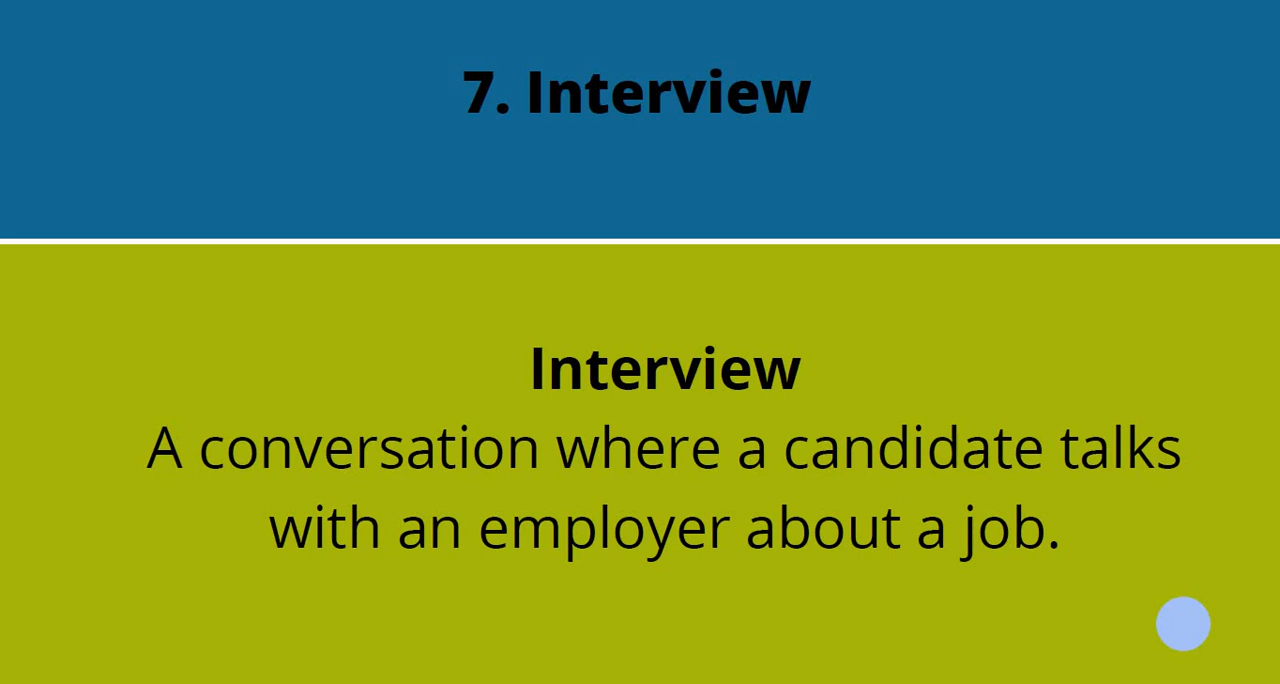 7. Interview
Interview
A conversation where a candidate talks
with an employer about a job.